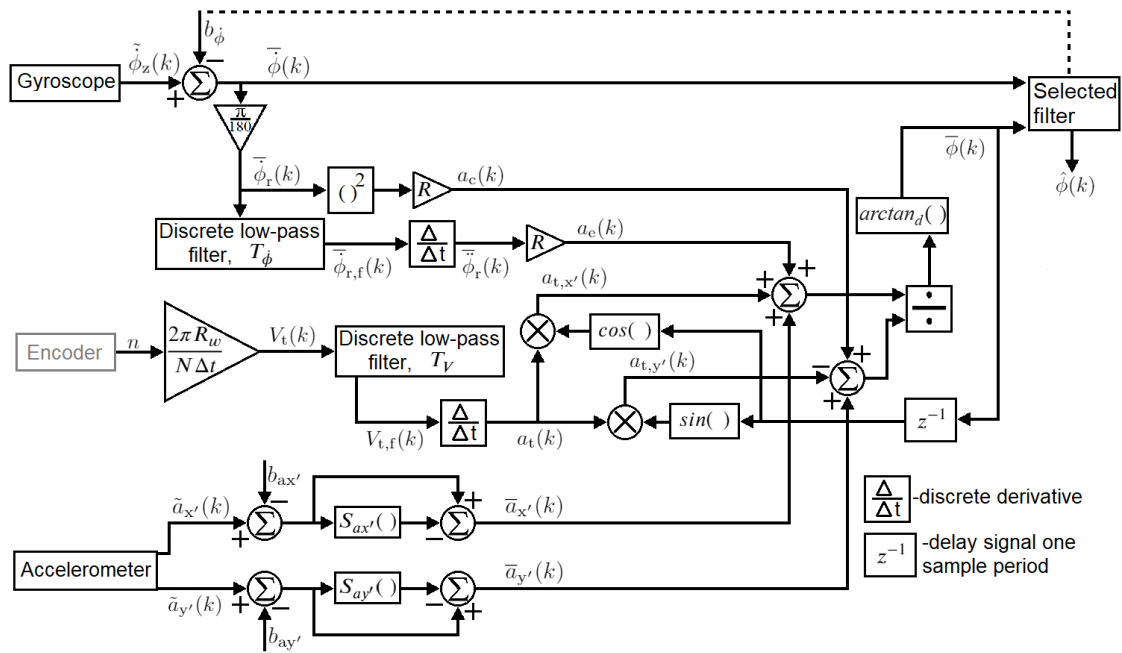 b_ϕ̇
−
ϕ̃̇_z(k)
ϕ̅̇(k)
Gyroscope
+
Σ
Selected
filter
π
180
ϕ̅(k)
ϕ̅̇_r(k)
( )²
R
a_c(k)
ϕ̂(k)
arctan_d( )
Discrete low-pass
filter, T_ϕ̇
ϕ̅̇_r,f(k)
Δ
Δt
ϕ̅̈_r(k)
R
a_e(k)
+ +
a_t,x′(k)
+
Σ
+
÷
2πR_w
NΔt
Encoder
n
V_t(k)
Discrete low-pass
filter, T_V
×
cos( )
a_t,y′(k)
+
−
Σ
+
V_t,f(k)
Δ
Δt
a_t(k)
×
sin( )
z⁻¹
b_ax′
−
ã_x′(k)
+
Σ
S_ax′( )
+
−
Σ
a̅_x′(k)
Δ
Δt
-discrete derivative
Accelerometer
ã_y′(k)
+
Σ
−
S_ay′( )
−
Σ
+
a̅_y′(k)
z⁻¹
-delay signal one
sample period
b_ay′